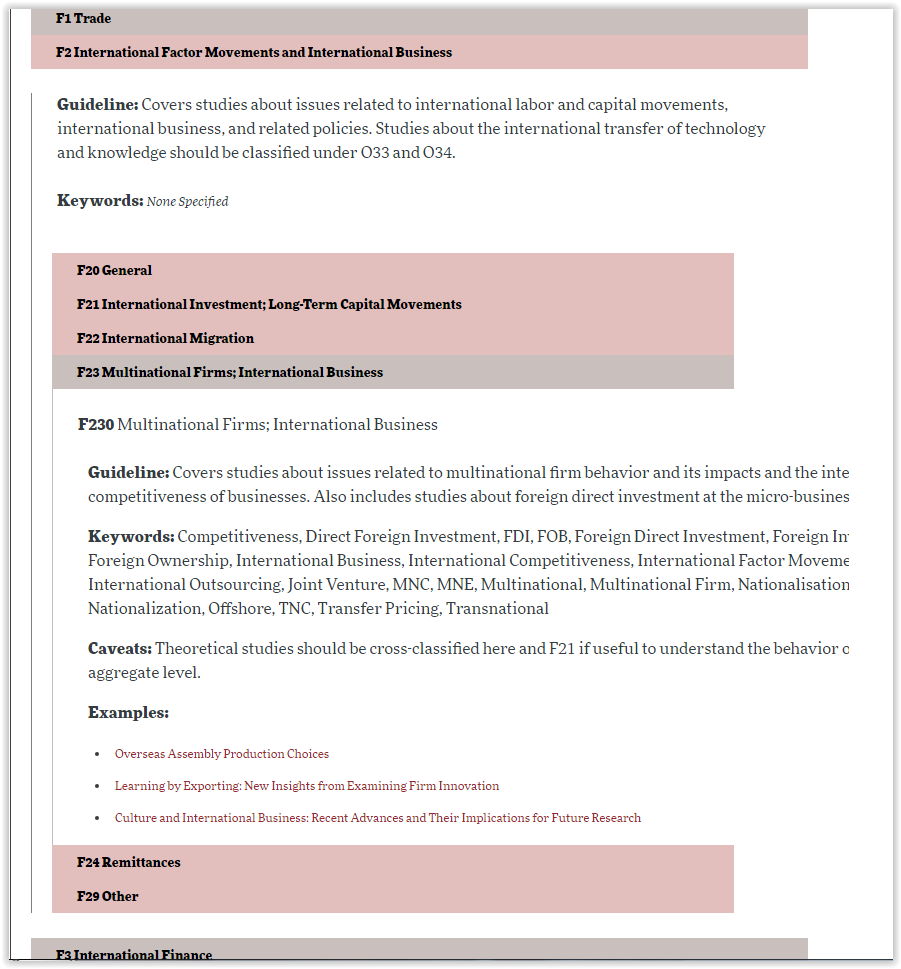 F1 Trade
F2 International Factor Movements and International Business
Guideline: Covers studies about issues related to international labor and capital movements,
international business, and related policies. Studies about the international transfer of technology
and knowledge should be classified under O33 and O34.
Keywords: None Specified
F20 General
F21 International Investment; Long-Term Capital Movements
F22 International Migration
F23 Multinational Firms; International Business
F230 Multinational Firms; International Business
Guideline: Covers studies about issues related to multinational firm behavior and its impacts and the inte
competitiveness of businesses. Also includes studies about foreign direct investment at the micro-busines
Keywords: Competitiveness, Direct Foreign Investment, FDI, FOB, Foreign Direct Investment, Foreign In
Foreign Ownership, International Business, International Competitiveness, International Factor Moveme
International Outsourcing, Joint Venture, MNC, MNE, Multinational, Multinational Firm, Nationalisation
Nationalization, Offshore, TNC, Transfer Pricing, Transnational
Caveats: Theoretical studies should be cross-classified here and F21 if useful to understand the behavior o
aggregate level.
Examples:
• Overseas Assembly Production Choices
• Learning by Exporting: New Insights from Examining Firm Innovation
• Culture and International Business: Recent Advances and Their Implications for Future Research
F24 Remittances
F29 Other
F3 International Finance